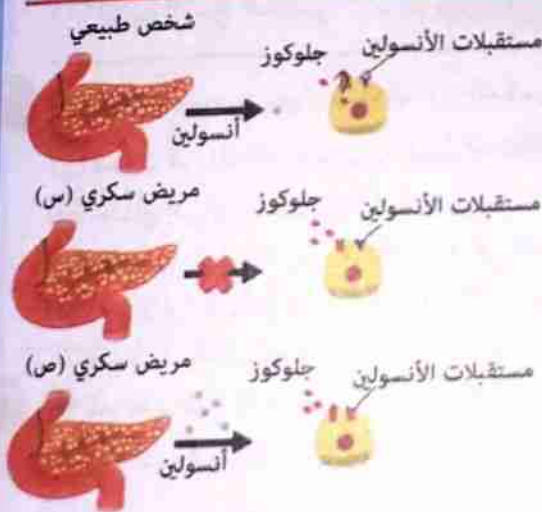 شخص طبيعي
جلوكوز
مستقبلات الأنسولين
أنسولين
مريض سكري (س)
جلوكوز
مستقبلات الأنسولين
مريض سكري (ص)
جلوكوز
مستقبلات الأنسولين
أنسولين